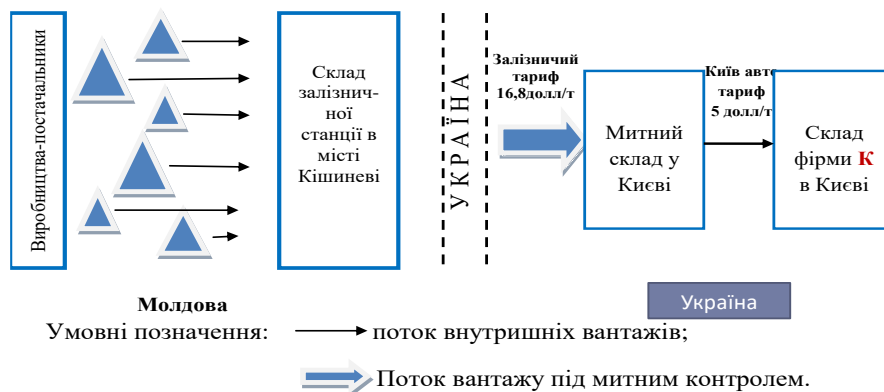 Виробництва-постачальники
Склад
залізнич-
ної
станції в
місті
Кішиневі
УКРАЇНА
Залізничий
тариф
16,8долл/т
Митний
склад у
Києві
Київ авто
тариф
5 долл/т
Склад
фірми К
в Києві
Молдова
Україна
Умовні позначення:
поток внутришніх вантажів;
Поток вантажу під митним контролем.